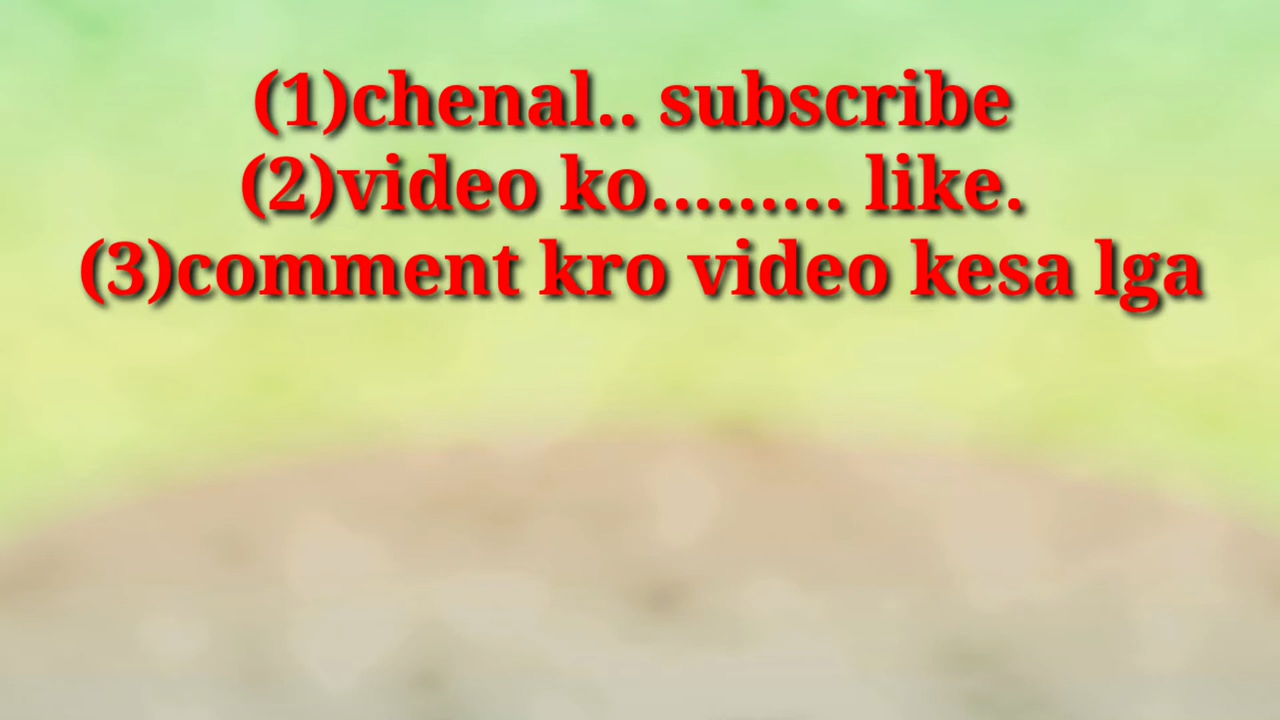 (1)chenal.. subscribe
(2)video ko......... like.
(3)comment kro video kesa lga